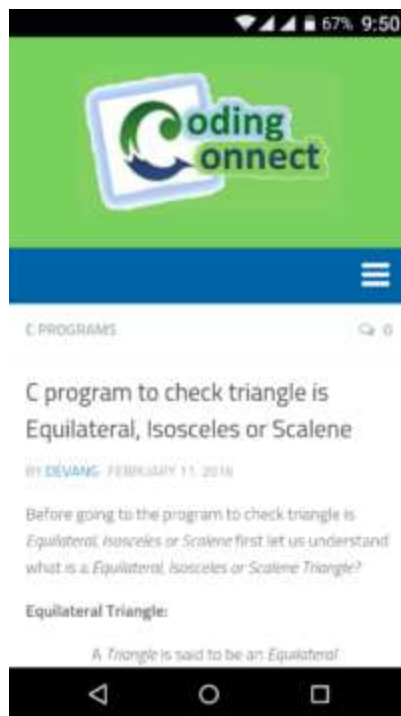 67% 9:50
Coding
Connect
C PROGRAMS 0
C program to check triangle is
Equilateral, Isosceles or Scalene
BY DEVANG FEBRUARY 11, 2016
Before going to the program to check triangle is
Equilateral, Isosceles or Scalene first let us understand
what is a Equilateral, Isosceles or Scalene Triangle?
Equilateral Triangle:
A Triangle is said to be an Equilateral